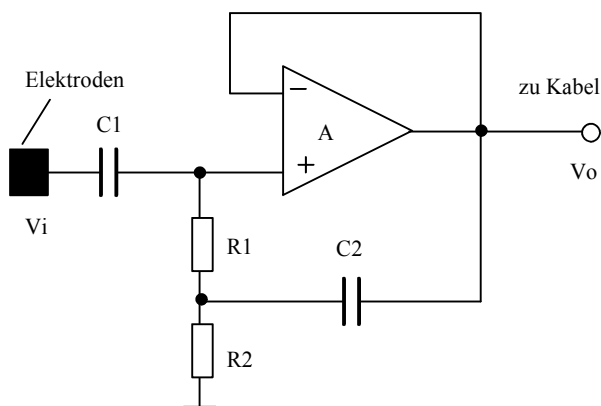 Elektroden
C1
Vi
−
A
+
zu Kabel
Vo
R1
C2
R2